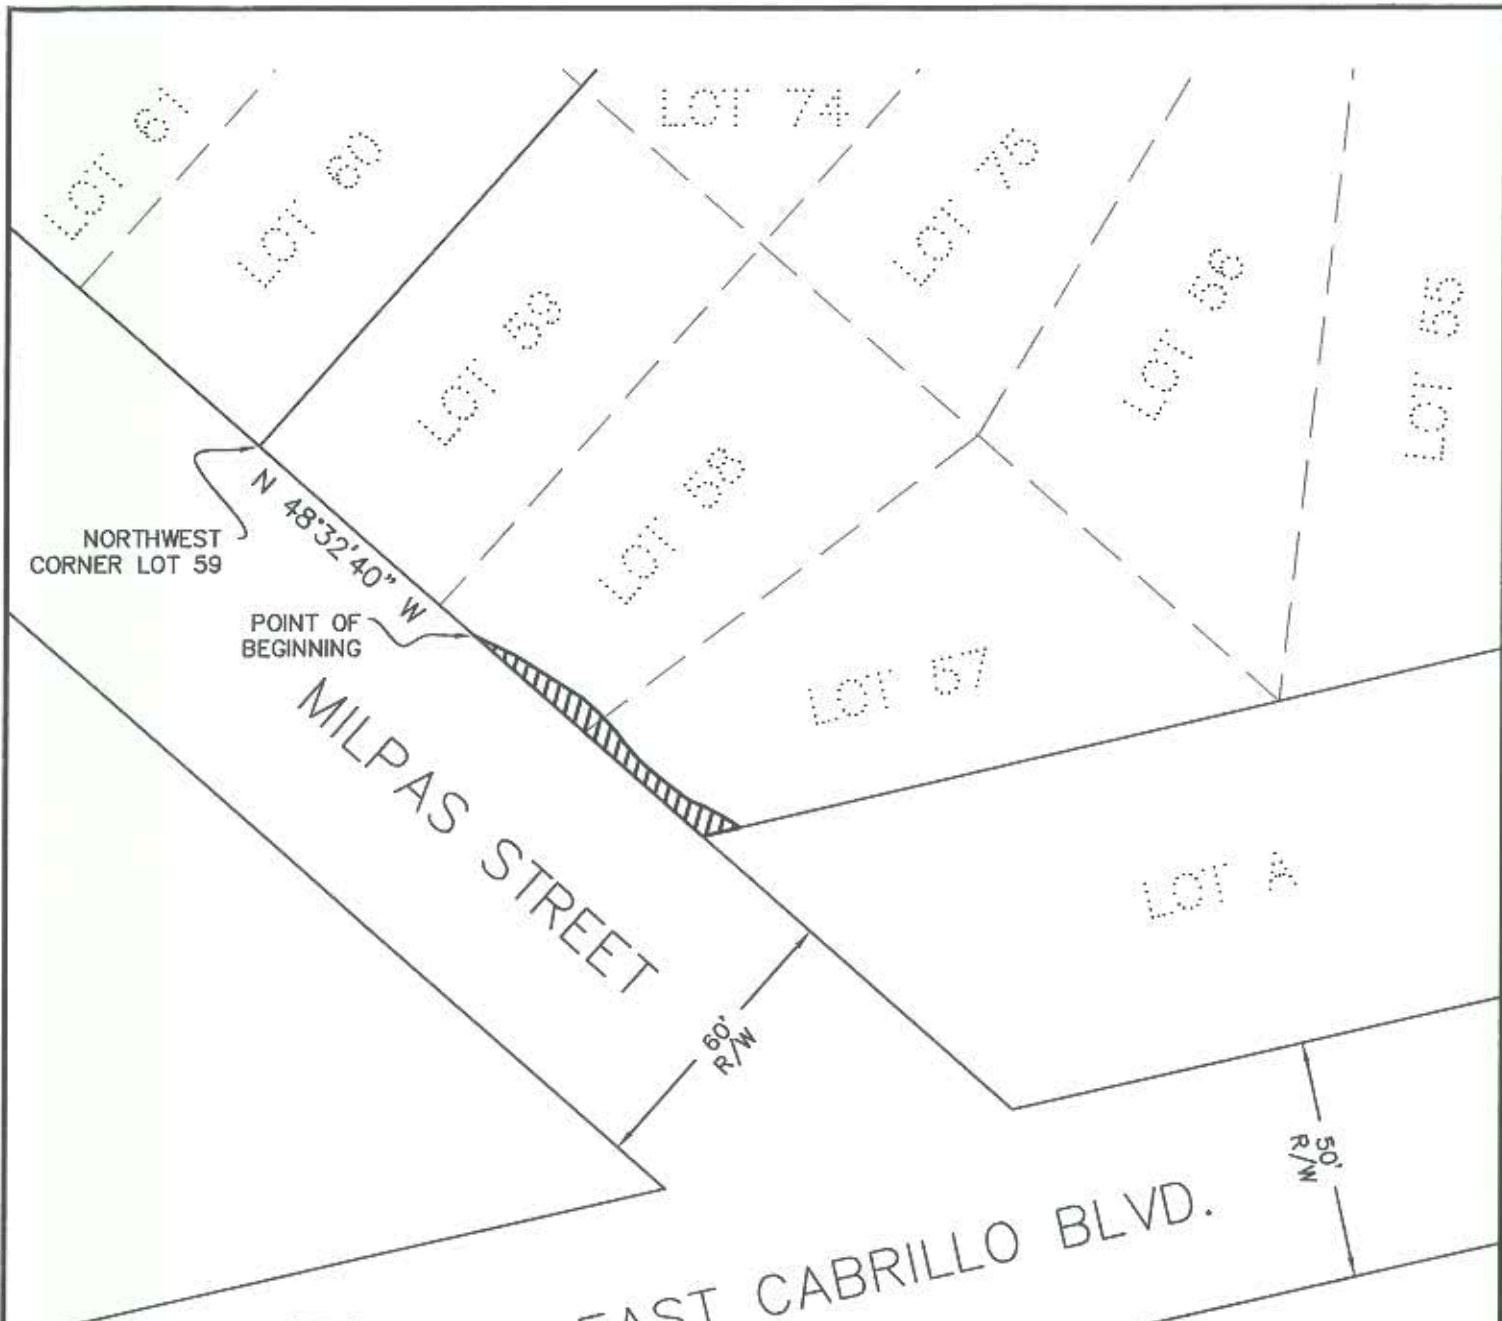 LOT 74
LOT 61
LOT 60
LOT 75
LOT 56
LOT 55
LOT 59
LOT 58
N 48°32'40" W
NORTHWEST
CORNER LOT 59
POINT OF
BEGINNING
LOT 57
MILPAS STREET
LOT A
60'
R/W
50'
R/W
EAST CABRILLO BLVD.